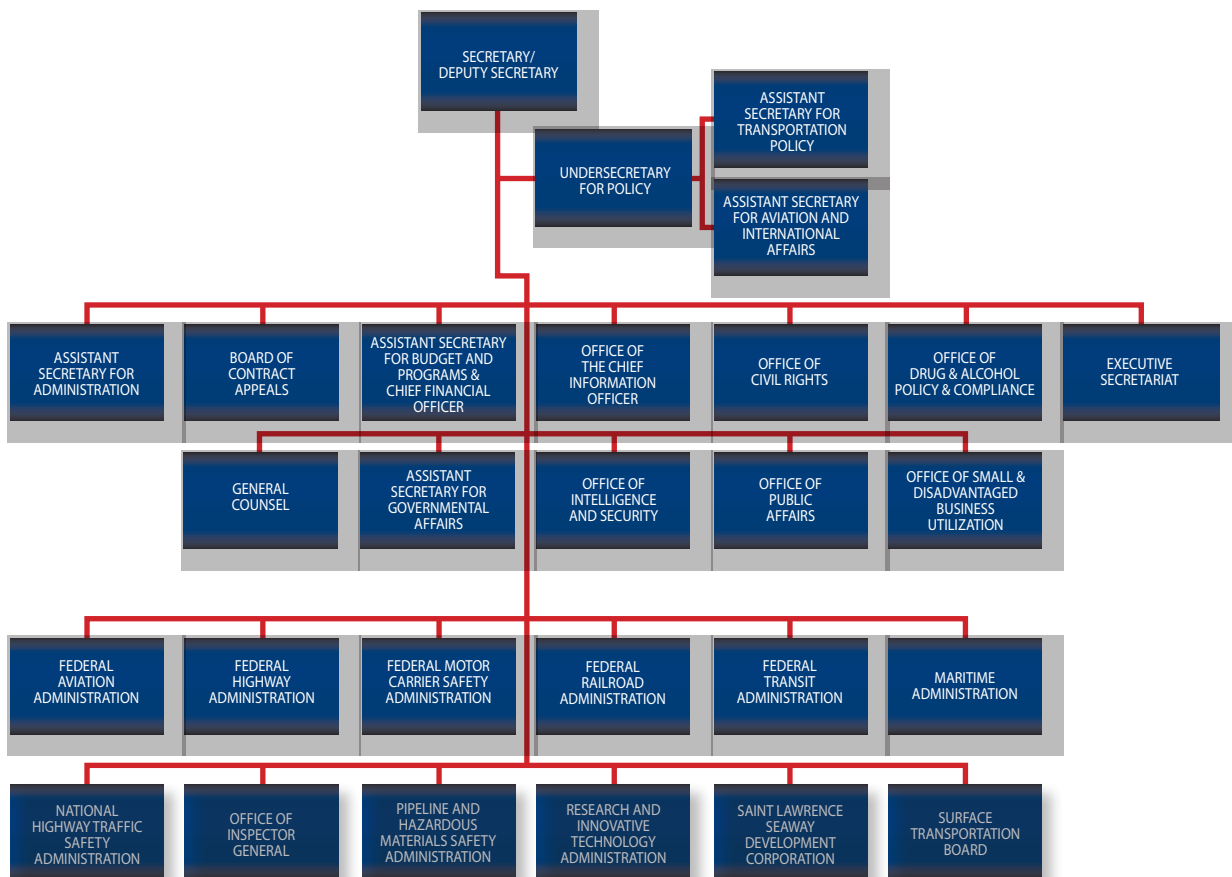 SECRETARY/
DEPUTY SECRETARY
ASSISTANT
SECRETARY FOR
TRANSPORTATION
POLICY
UNDERSECRETARY
FOR POLICY
ASSISTANT SECRETARY
FOR AVIATION AND
INTERNATIONAL
AFFAIRS
ASSISTANT
SECRETARY FOR
ADMINISTRATION
BOARD OF
CONTRACT
APPEALS
ASSISTANT SECRETARY
FOR BUDGET AND
PROGRAMS &
CHIEF FINANCIAL
OFFICER
OFFICE OF
THE CHIEF
INFORMATION
OFFICER
OFFICE OF
CIVIL RIGHTS
OFFICE OF
DRUG & ALCOHOL
POLICY & COMPLIANCE
EXECUTIVE
SECRETARIAT
GENERAL
COUNSEL
ASSISTANT
SECRETARY FOR
GOVERNMENTAL
AFFAIRS
OFFICE OF
INTELLIGENCE
AND SECURITY
OFFICE OF
PUBLIC
AFFAIRS
OFFICE OF SMALL &
DISADVANTAGED
BUSINESS
UTILIZATION
FEDERAL
AVIATION
ADMINISTRATION
FEDERAL
HIGHWAY
ADMINISTRATION
FEDERAL MOTOR
CARRIER SAFETY
ADMINISTRATION
FEDERAL
RAILROAD
ADMINISTRATION
FEDERAL
TRANSIT
ADMINISTRATION
MARITIME
ADMINISTRATION
NATIONAL
HIGHWAY TRAFFIC
SAFETY
ADMINISTRATION
OFFICE OF
INSPECTOR
GENERAL
PIPELINE AND
HAZARDOUS
MATERIALS SAFETY
ADMINISTRATION
RESEARCH AND
INNOVATIVE
TECHNOLOGY
ADMINISTRATION
SAINT LAWRENCE
SEAWAY
DEVELOPMENT
CORPORATION
SURFACE
TRANSPORTATION
BOARD